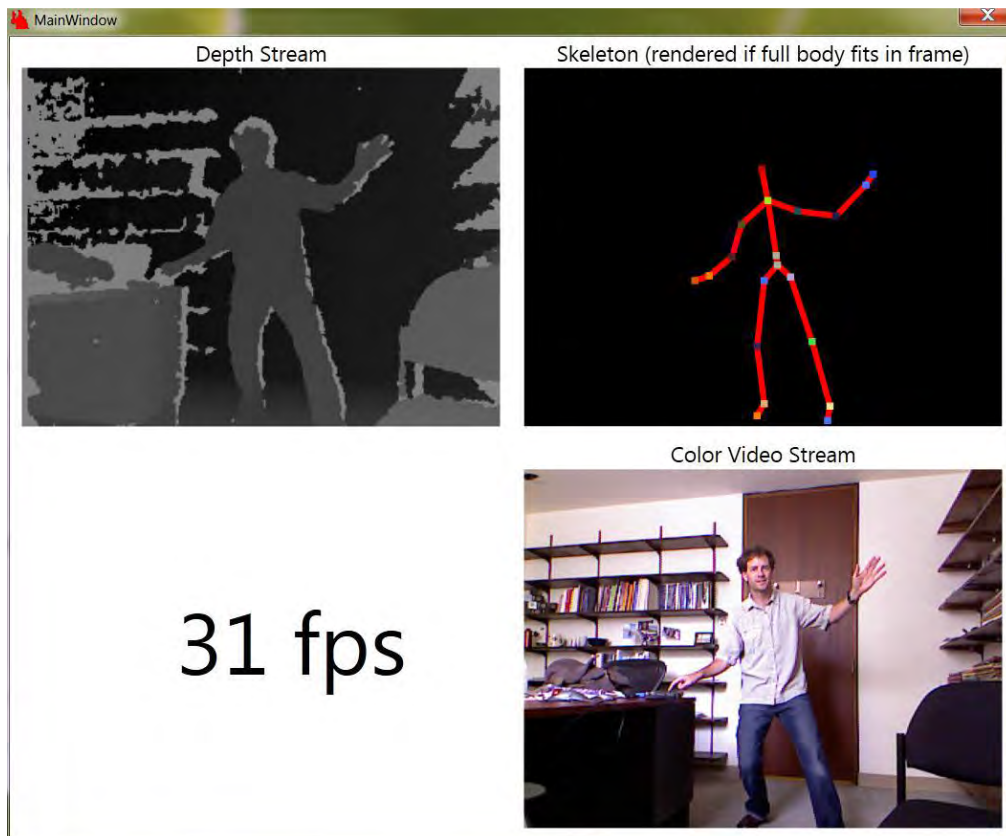 MainWindow
Depth Stream
Skeleton (rendered if full body fits in frame)
Color Video Stream
31 fps